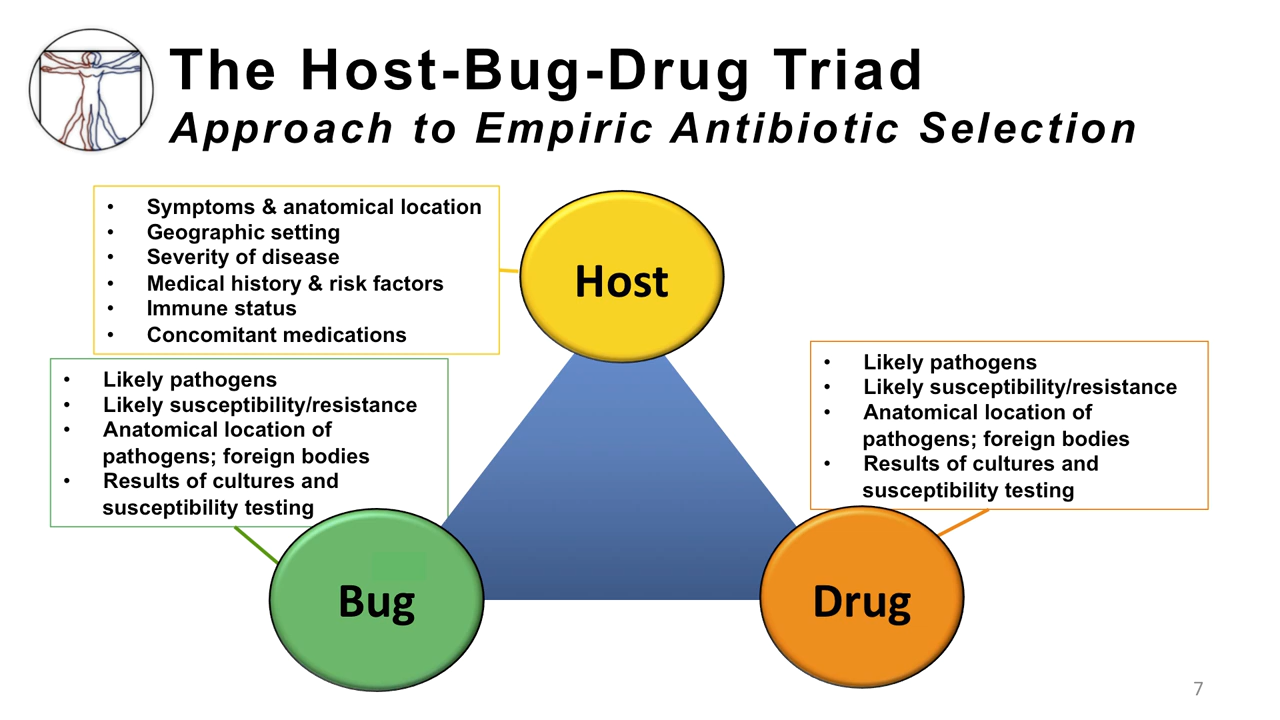 The Host-Bug-Drug Triad
Approach to Empiric Antibiotic Selection
• Symptoms & anatomical location
• Geographic setting
• Severity of disease
• Medical history & risk factors
• Immune status
• Concomitant medications
Host
• Likely pathogens
• Likely susceptibility/resistance
• Anatomical location of
pathogens; foreign bodies
• Results of cultures and
susceptibility testing
Bug
• Likely pathogens
• Likely susceptibility/resistance
• Anatomical location of
pathogens; foreign bodies
• Results of cultures and
susceptibility testing
Drug
7